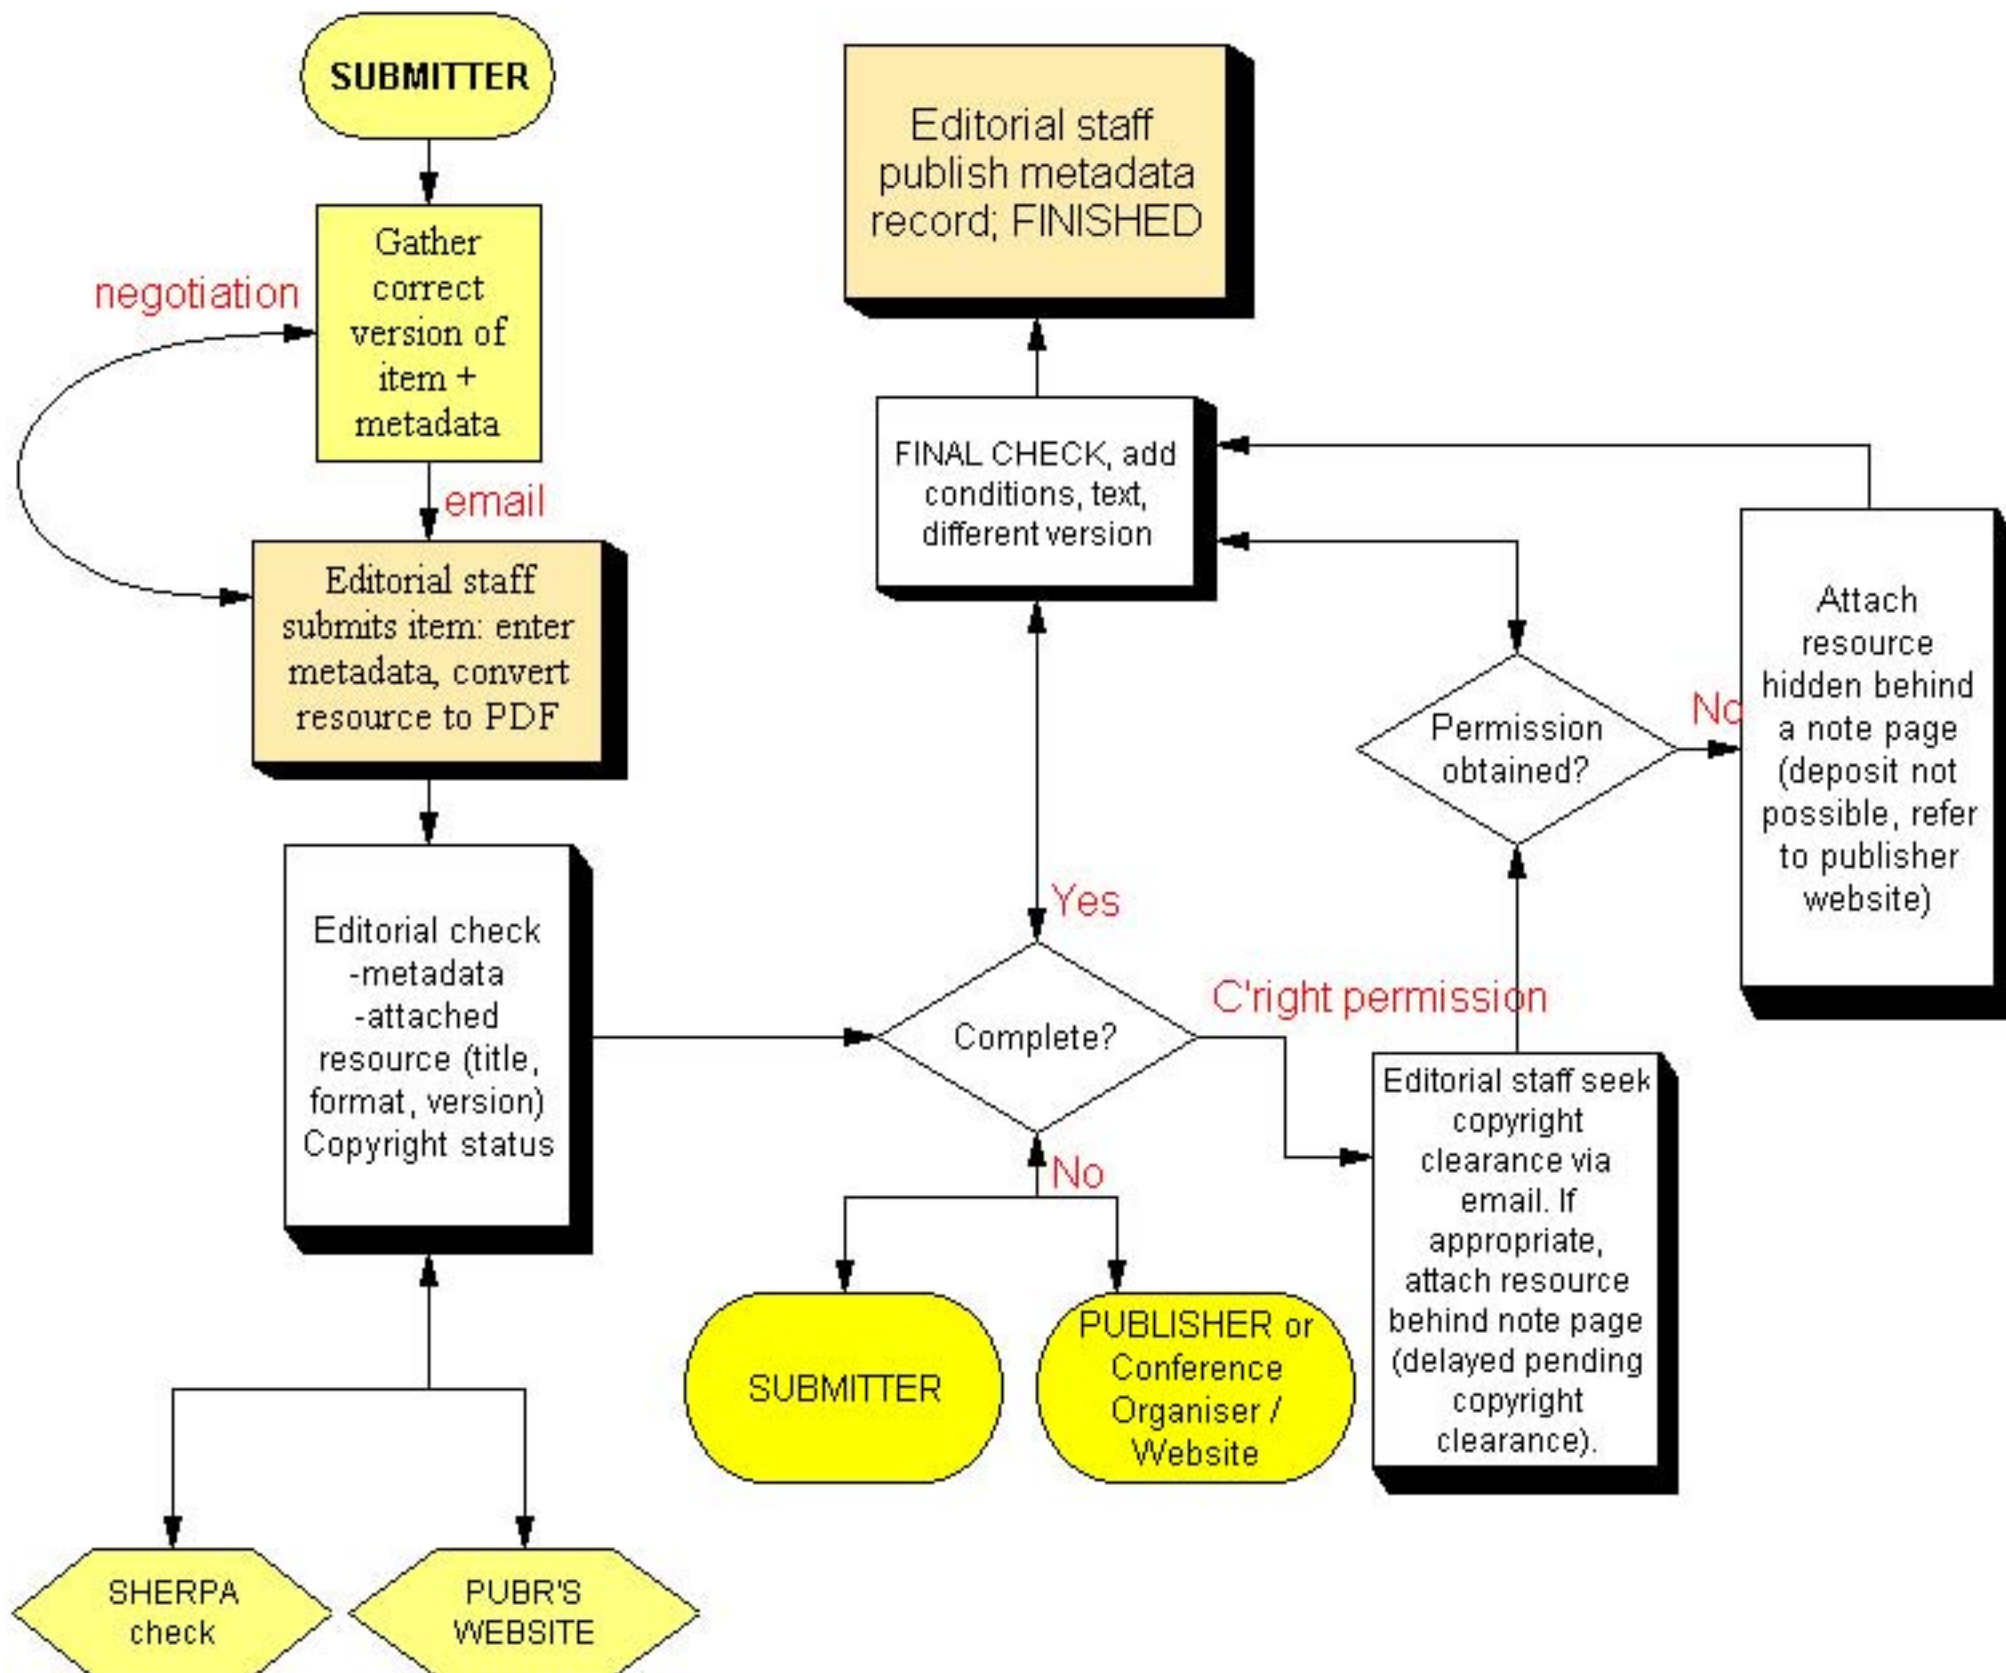 SUBMITTER
Gather
correct
version of
item +
metadata
negotiation
email
Editorial staff
submits item: enter
metadata, convert
resource to PDF
Editorial check
-metadata
-attached
resource (title,
format, version)
Copyright status
SHERPA
check
PUBR'S
WEBSITE
Editorial staff
publish metadata
record; FINISHED
FINAL CHECK, add
conditions, text,
different version
Yes
Complete?
No
SUBMITTER
PUBLISHER or
Conference
Organiser /
Website
C'right permission
Editorial staff seek
copyright
clearance via
email. If
appropriate,
attach resource
behind note page
(delayed pending
copyright
clearance).
Permission
obtained?
No
Attach
resource
hidden behind
a note page
(deposit not
possible, refer
to publisher
website)